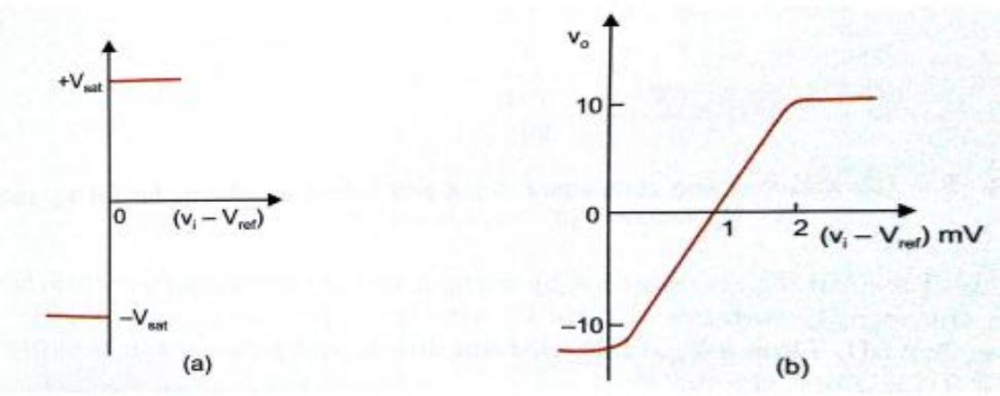 +V_sat
0 (v_i – V_ref)
–V_sat
(a)
v_o
10
0
1 2 (v_i – V_ref) mV
–10
(b)